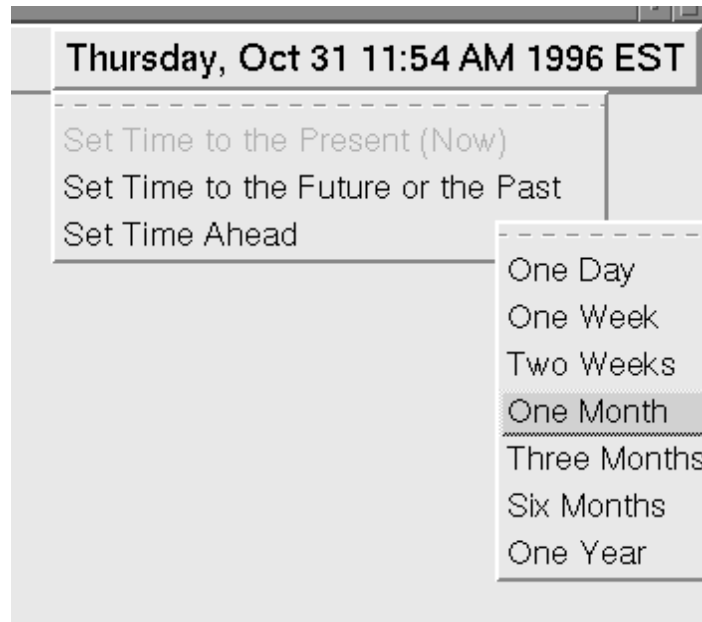 Thursday, Oct 31 11:54 AM 1996 EST
Set Time to the Present (Now)
Set Time to the Future or the Past
Set Time Ahead
One Day
One Week
Two Weeks
One Month
Three Months
Six Months
One Year